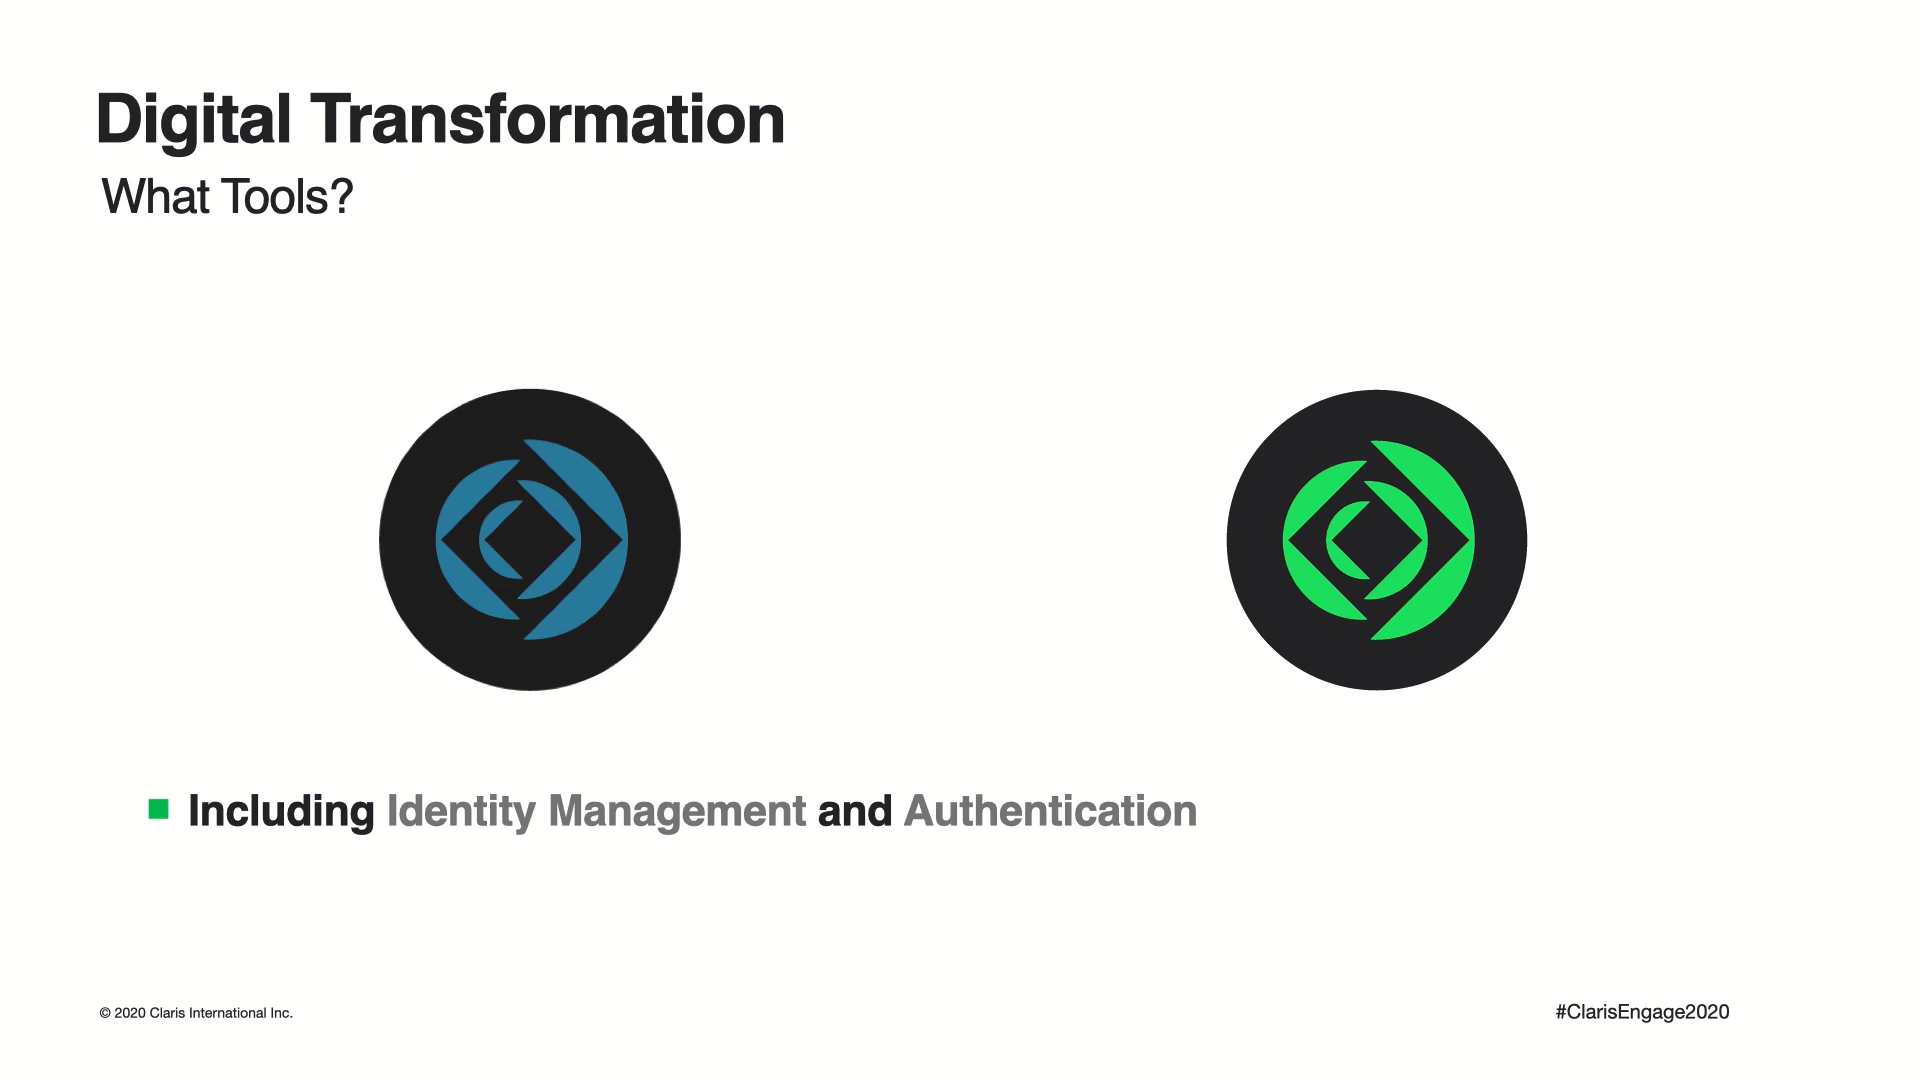 Digital Transformation
What Tools?
Including Identity Management and Authentication
© 2020 Claris International Inc.
#ClarisEngage2020